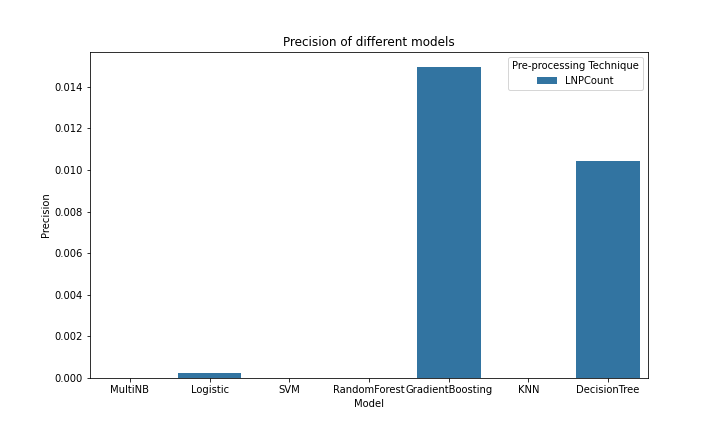 Precision of different models
Pre-processing Technique
LNPCount
0.014
0.012
0.010
0.008
0.006
0.004
0.002
0.000
Precision
MultiNB Logistic SVM RandomForest GradientBoosting KNN DecisionTree
Model